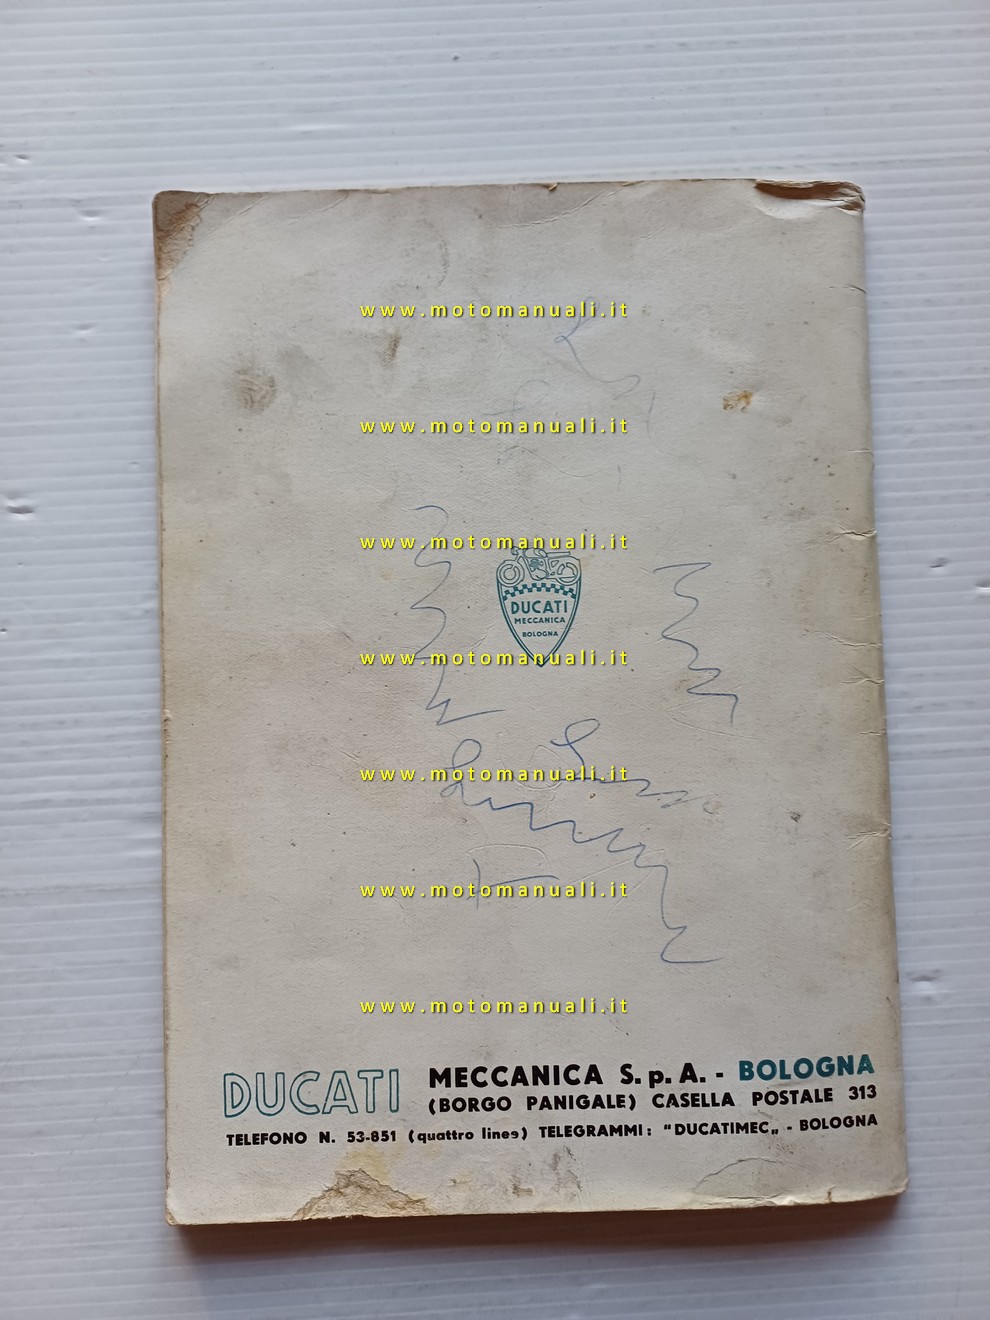 www.motomanuali.it
www.motomanuali.it
www.motomanuali.it
DUCATI
MECCANICA
BOLOGNA
www.motomanuali.it
www.motomanuali.it
www.motomanuali.it
www.motomanuali.it
DUCATI MECCANICA S.p.A. - BOLOGNA
(BORGO PANIGALE) CASELLA POSTALE 313
TELEFONO N. 53-851 (quattro linee) TELEGRAMMI: "DUCATIMEC„ - BOLOGNA